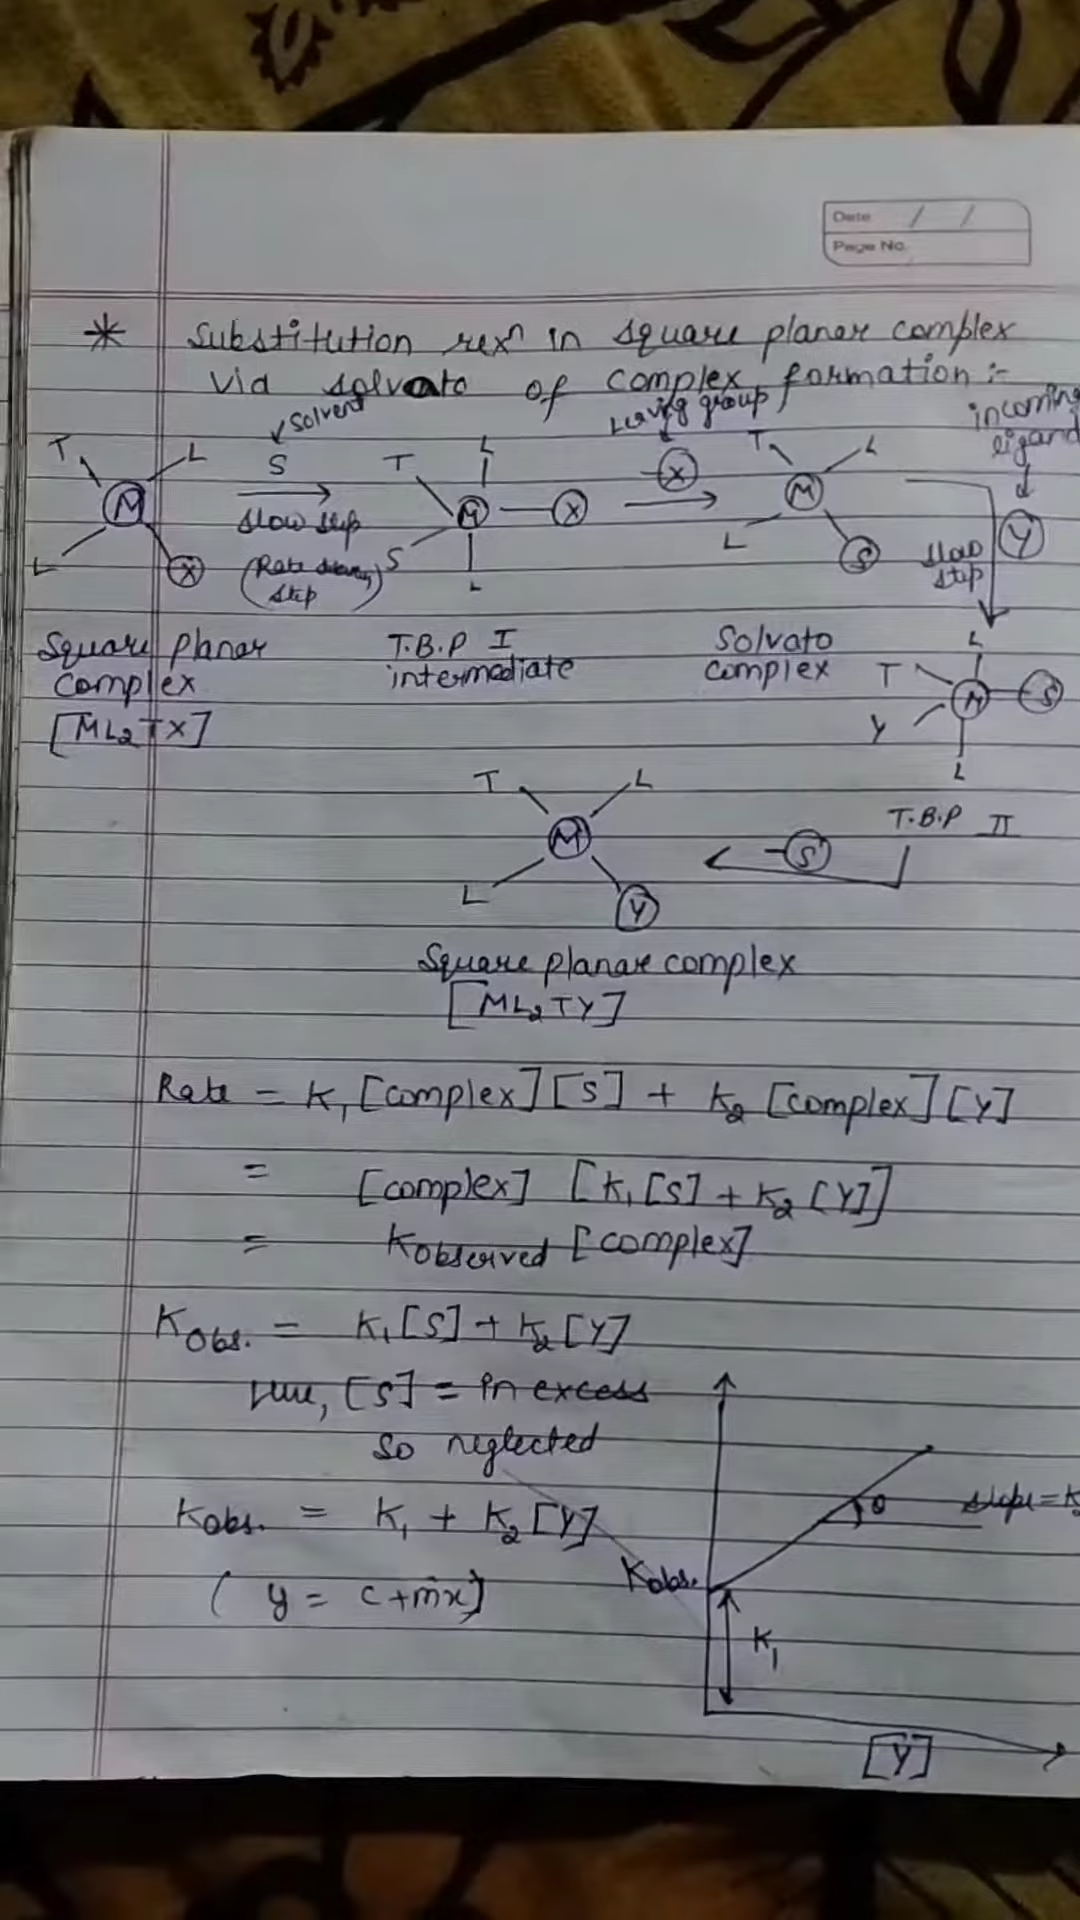 Date / /
Page No.
* Substitution rex^n in square planar complex
via solvato of complex formation :-
Solvent
leaving group
incoming ligand
T L
M
L X
S
Slow step
(Rate step)
T L
M X
S L
-X
T L
M
L S
Y
slow step
Square planar complex
[ML2TX]
T.B.P I
intermediate
Solvato
complex
L
T M S
Y
L
T.B.P II
-S
T L
M
L Y
Square planar complex
[ML2TY]
Rate = K1[complex][S] + K2[complex][Y]
= [complex] [K1[S] + K2[Y]]
= Kobserved [complex]
Kobs. = K1[S] + K2[Y]
[S] = in excess
so neglected
Kobs. = K1 + K2[Y]
(y = c+mx)
θ
slope = K2
Kobs.
K1
[Y]